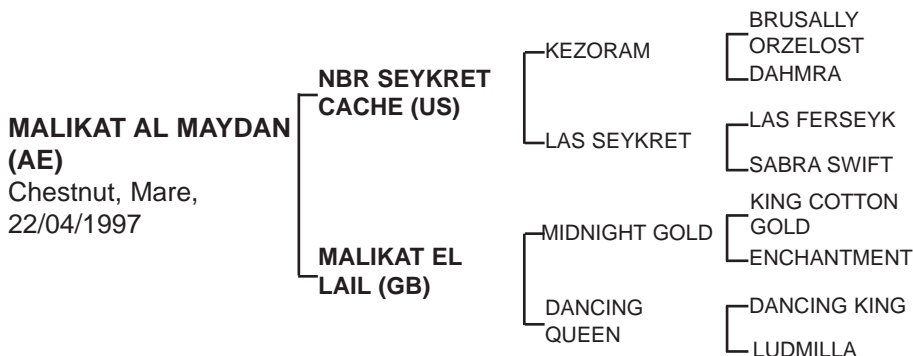 MALIKAT AL MAYDAN
(AE)
Chestnut, Mare,
22/04/1997
NBR SEYKRET
CACHE (US)
MALIKAT EL
LAIL (GB)
KEZORAM
LAS SEYKRET
MIDNIGHT GOLD
DANCING
QUEEN
BRUSALLY
ORZELOST
DAHMRA
LAS FERSEYK
SABRA SWIFT
KING COTTON
GOLD
ENCHANTMENT
DANCING KING
LUDMILLA